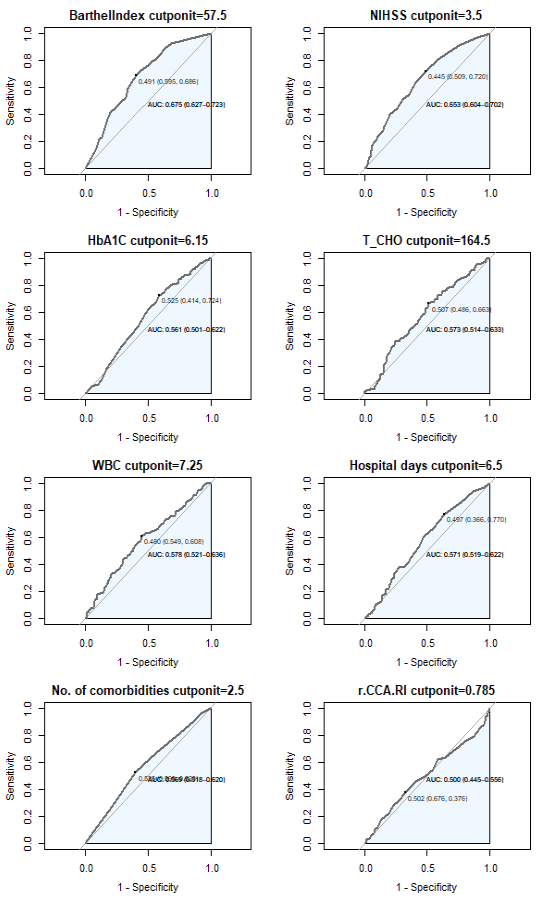 BarthelIndex cutponit=57.5
Sensitivity
0.0 0.2 0.4 0.6 0.8 1.0
0.491 (0.595, 0.686)
AUC: 0.675 (0.627–0.723)
0.0 0.5 1.0
1 - Specificity
NIHSS cutponit=3.5
Sensitivity
0.0 0.2 0.4 0.6 0.8 1.0
0.445 (0.509, 0.720)
AUC: 0.653 (0.604–0.702)
0.0 0.5 1.0
1 - Specificity
HbA1C cutponit=6.15
Sensitivity
0.0 0.2 0.4 0.6 0.8 1.0
0.525 (0.414, 0.724)
AUC: 0.561 (0.501–0.622)
0.0 0.5 1.0
1 - Specificity
T_CHO cutponit=164.5
Sensitivity
0.0 0.2 0.4 0.6 0.8 1.0
0.507 (0.486, 0.663)
AUC: 0.573 (0.514–0.633)
0.0 0.5 1.0
1 - Specificity
WBC cutponit=7.25
Sensitivity
0.0 0.2 0.4 0.6 0.8 1.0
0.480 (0.549, 0.608)
AUC: 0.578 (0.521–0.636)
0.0 0.5 1.0
1 - Specificity
Hospital days cutponit=6.5
Sensitivity
0.0 0.2 0.4 0.6 0.8 1.0
0.497 (0.366, 0.770)
AUC: 0.571 (0.519–0.622)
0.0 0.5 1.0
1 - Specificity
No. of comorbidities cutponit=2.5
Sensitivity
0.0 0.2 0.4 0.6 0.8 1.0
AUC: 0.569 (0.518–0.620)
0.0 0.5 1.0
1 - Specificity
r.CCA.RI cutponit=0.785
Sensitivity
0.0 0.2 0.4 0.6 0.8 1.0
AUC: 0.500 (0.445–0.556)
0.502 (0.676, 0.376)
0.0 0.5 1.0
1 - Specificity